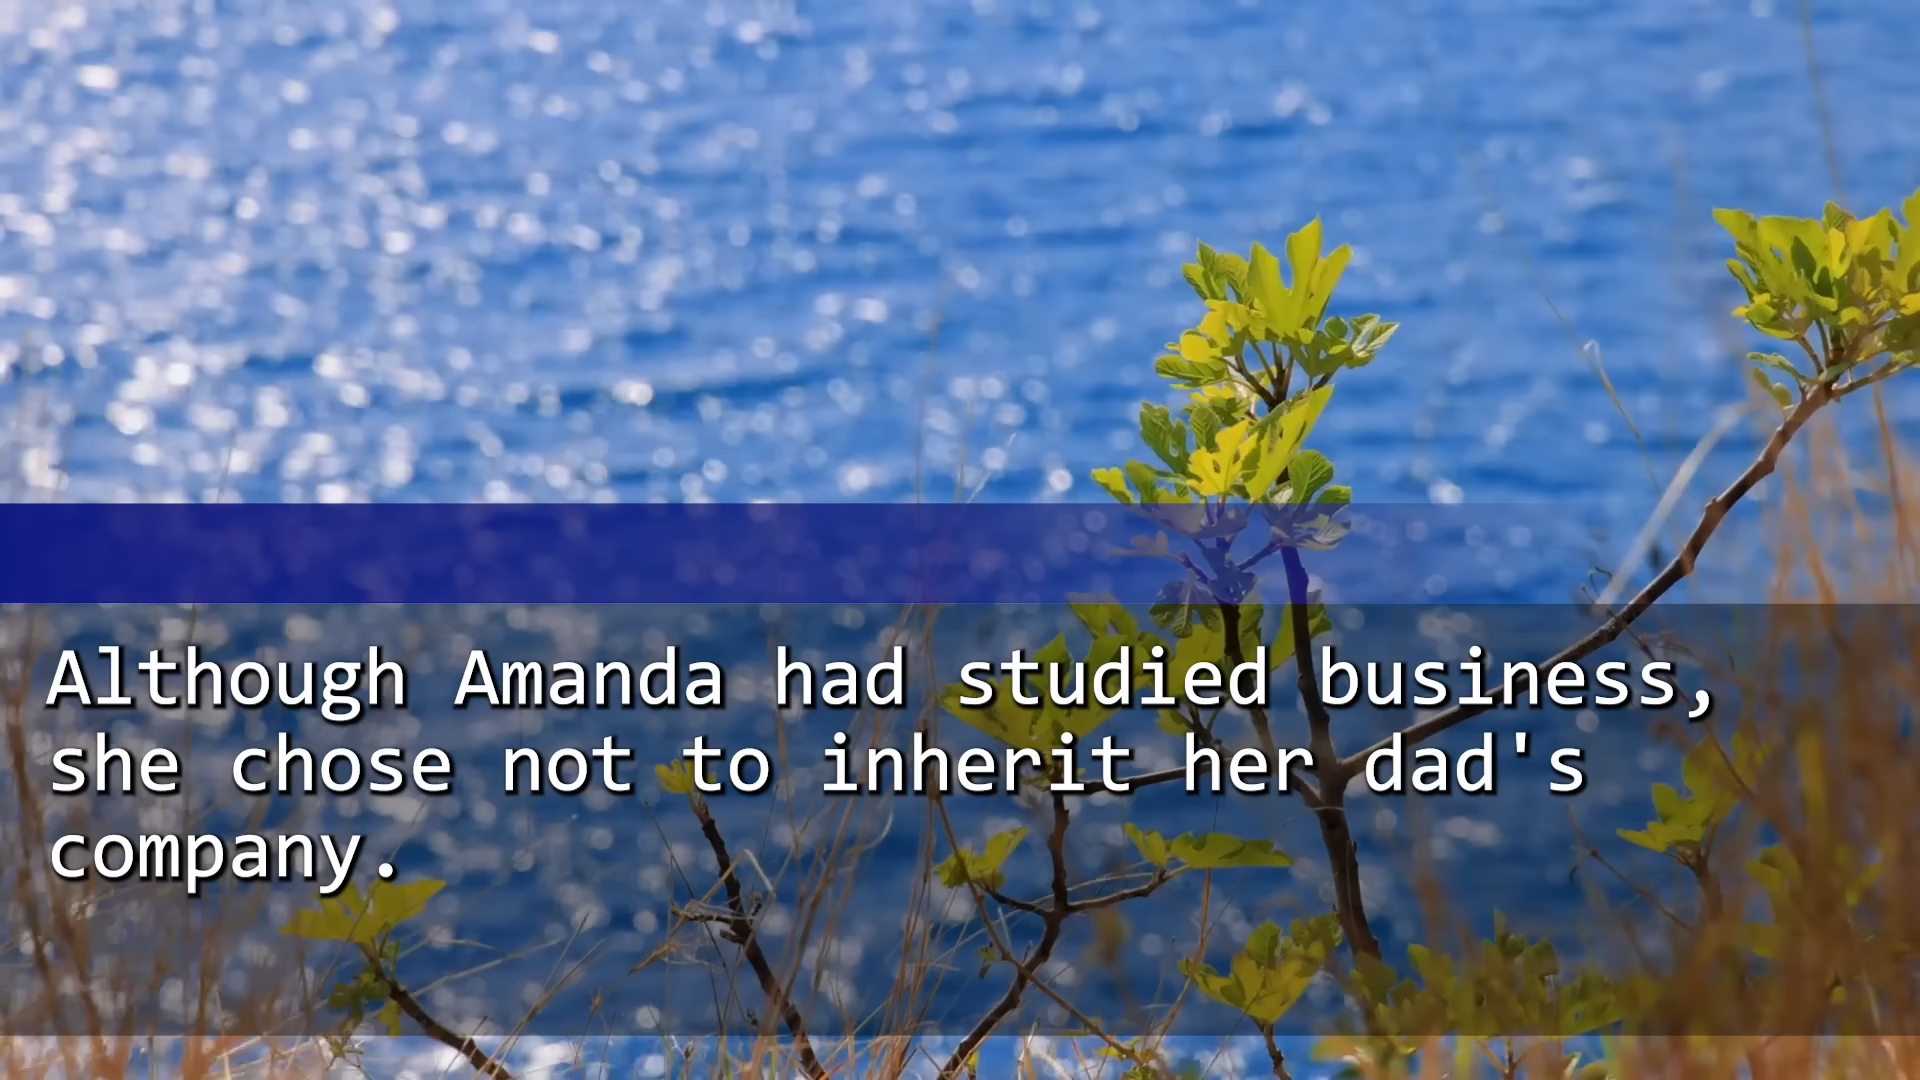 Although Amanda had studied business,
she chose not to inherit her dad's
company.